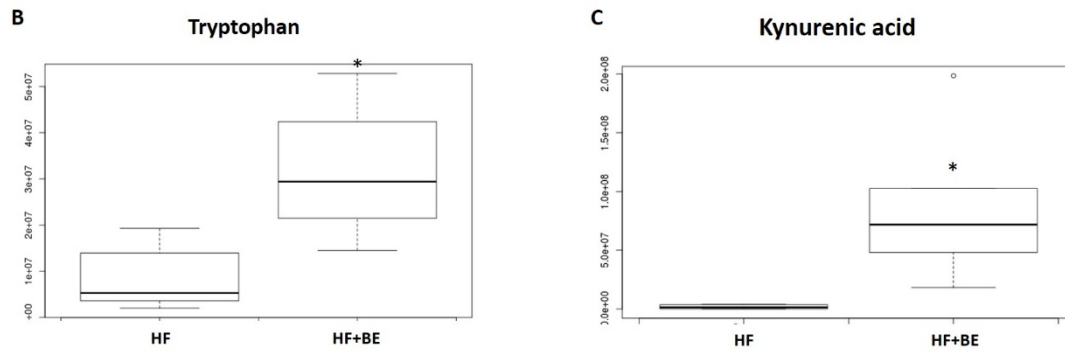 B
Tryptophan
*
5e+07
4e+07
3e+07
2e+07
1e+07
+00
HF
HF+BE
C
Kynurenic acid
2.0e+08
1.5e+08
*
1.0e+08
5.0e+07
0.0e+00
HF
HF+BE